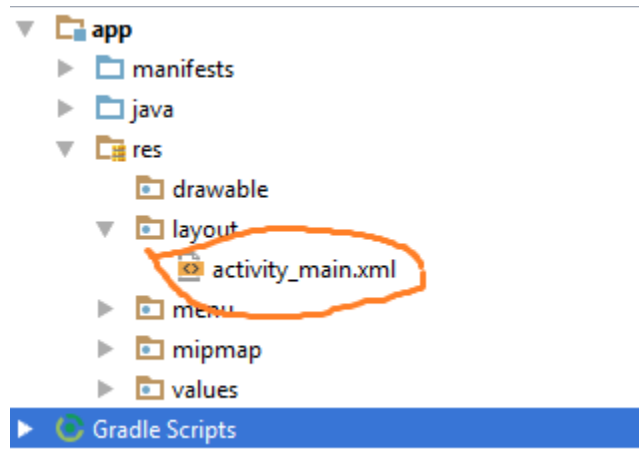 app
manifests
java
res
drawable
layout
activity_main.xml
menu
mipmap
values
Gradle Scripts